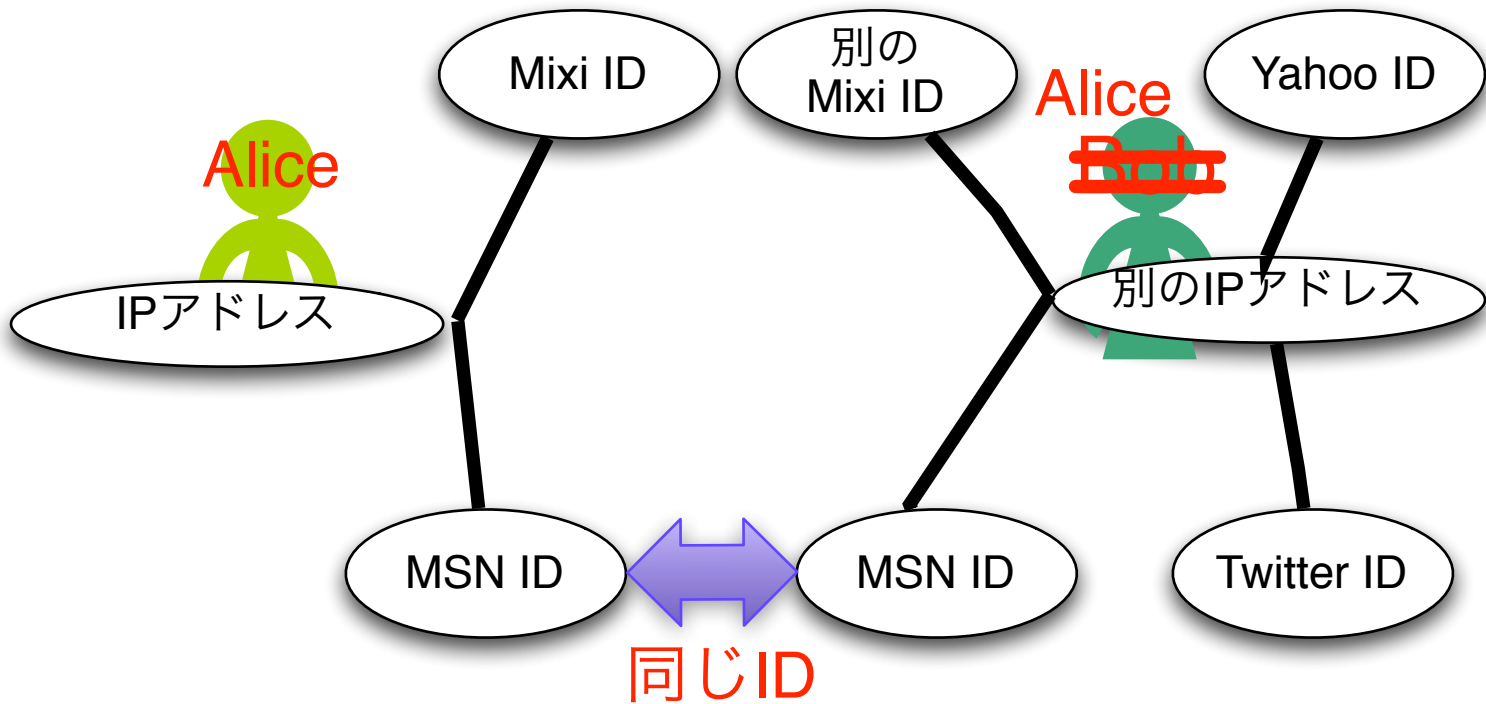 Mixi ID
別の
Mixi ID
Yahoo ID
Alice
Alice
Bob
IPアドレス
別のIPアドレス
MSN ID
MSN ID
Twitter ID
同じID